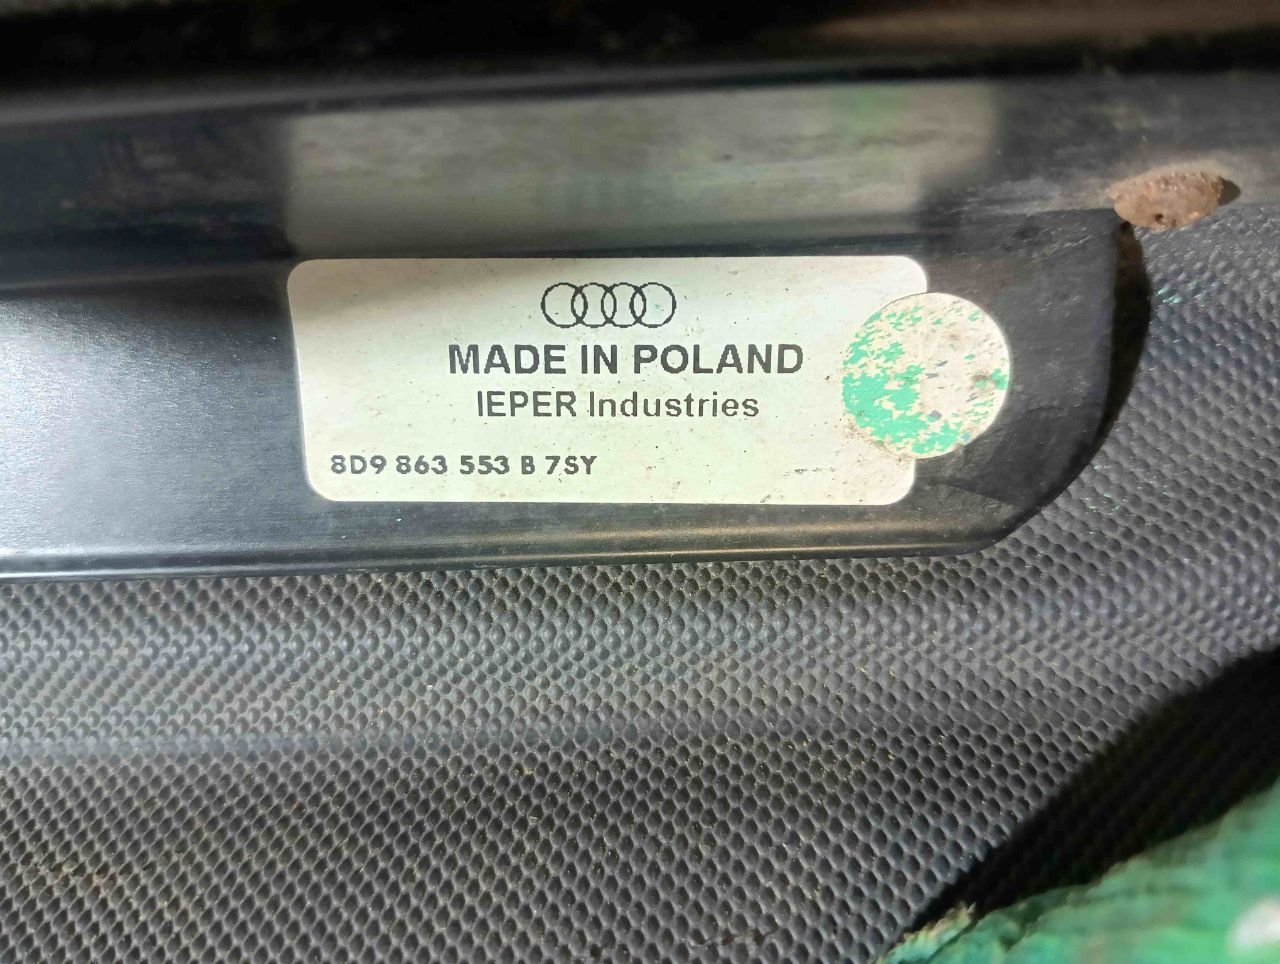 MADE IN POLAND
IEPER Industries
8D9 863 553 B 7SY